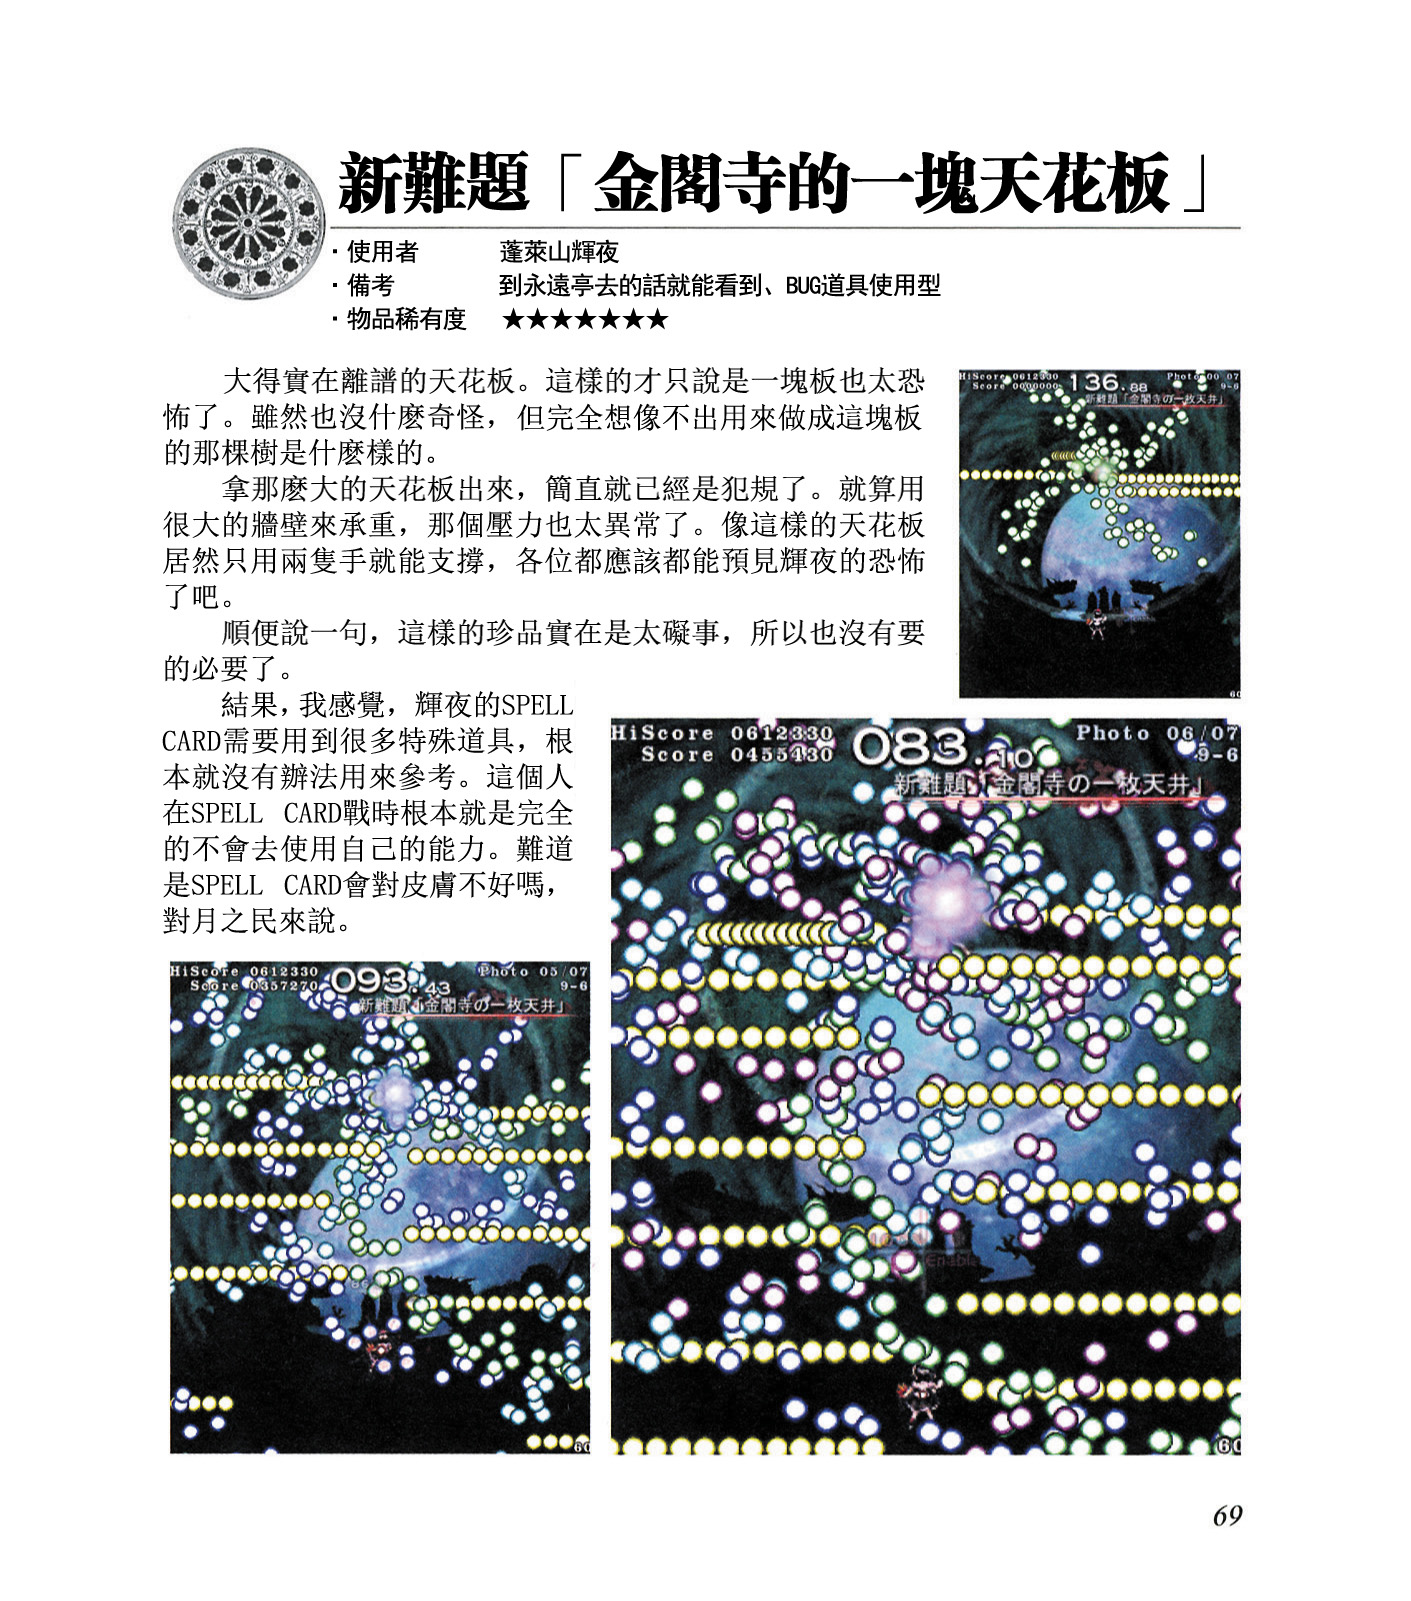 新難題「金閣寺的一塊天花板」
·使用者 蓬萊山輝夜
·備考 到永遠亭去的話就能看到、BUG道具使用型
·物品稀有度 ★★★★★★★
大得實在離譜的天花板。這樣的才只說是一塊板也太恐
怖了。雖然也沒什麽奇怪，但完全想像不出用來做成這塊板
的那棵樹是什麽樣的。
拿那麽大的天花板出來，簡直就已經是犯規了。就算用
很大的牆壁來承重，那個壓力也太異常了。像這樣的天花板
居然只用兩隻手就能支撐，各位都應該都能預見輝夜的恐怖
了吧。
順便說一句，這樣的珍品實在是太礙事，所以也沒有要
的必要了。
結果，我感覺，輝夜的SPELL
CARD需要用到很多特殊道具，根
本就沒有辦法用來參考。這個人
在SPELL CARD戰時根本就是完全
的不會去使用自己的能力。難道
是SPELL CARD會對皮膚不好嗎，
對月之民來說。
HiScore 0612330 136.88 Photo 00/07
Score 0000000 9-6
新難題「金閣寺の一枚天井」
60
HiScore 0612330 083.10 Photo 06/07
Score 0455430 9-6
新難題「金閣寺の一枚天井」
Enable
60
HiScore 0612330 093.43 Photo 05/07
Score 0357270 9-6
新難題「金閣寺の一枚天井」
60
69